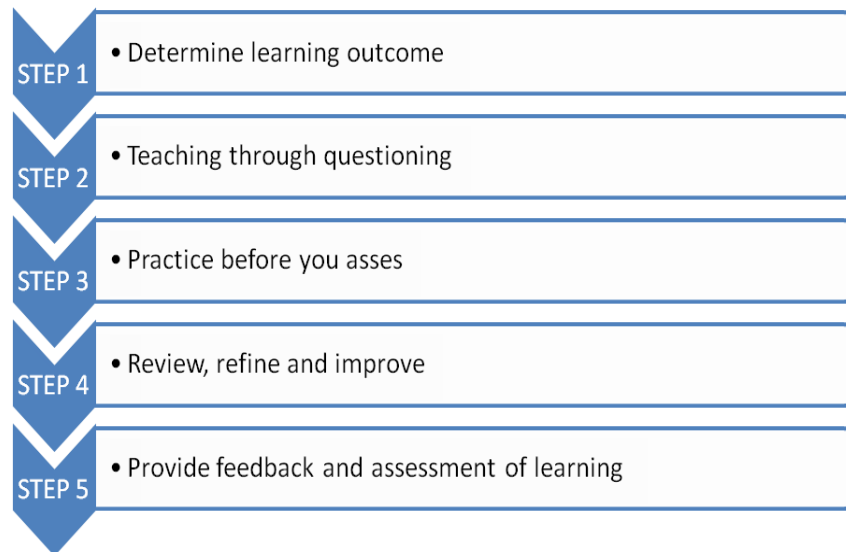 STEP 1
• Determine learning outcome
STEP 2
• Teaching through questioning
STEP 3
• Practice before you asses
STEP 4
• Review, refine and improve
STEP 5
• Provide feedback and assessment of learning